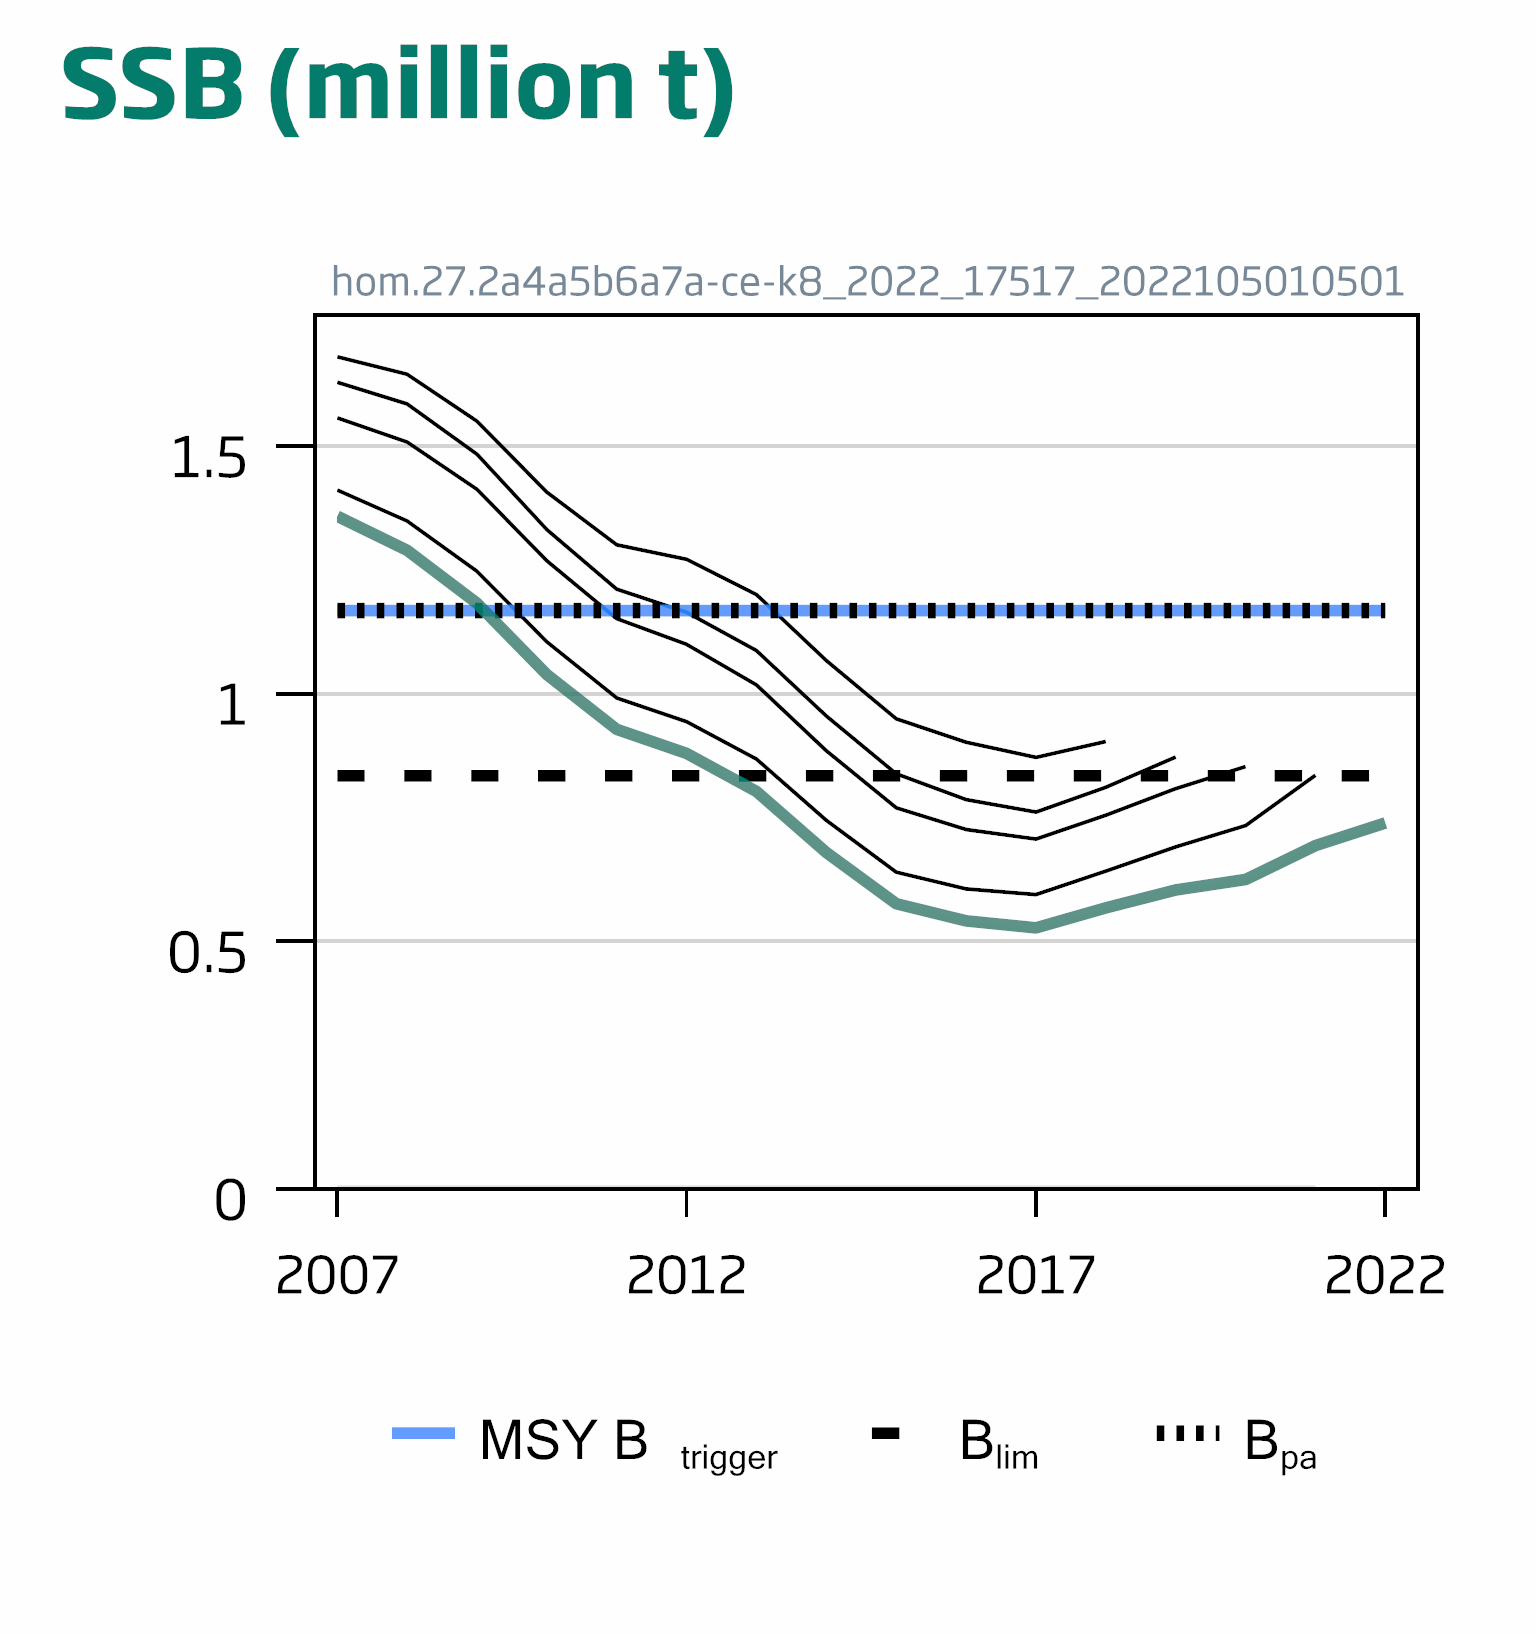 SSB (million t)
hom.27.2a4a5b6a7a-ce-k8_2022_17517_2022105010501
1.5
1
0.5
0
2007 2012 2017 2022
MSY B trigger Blim Bpa